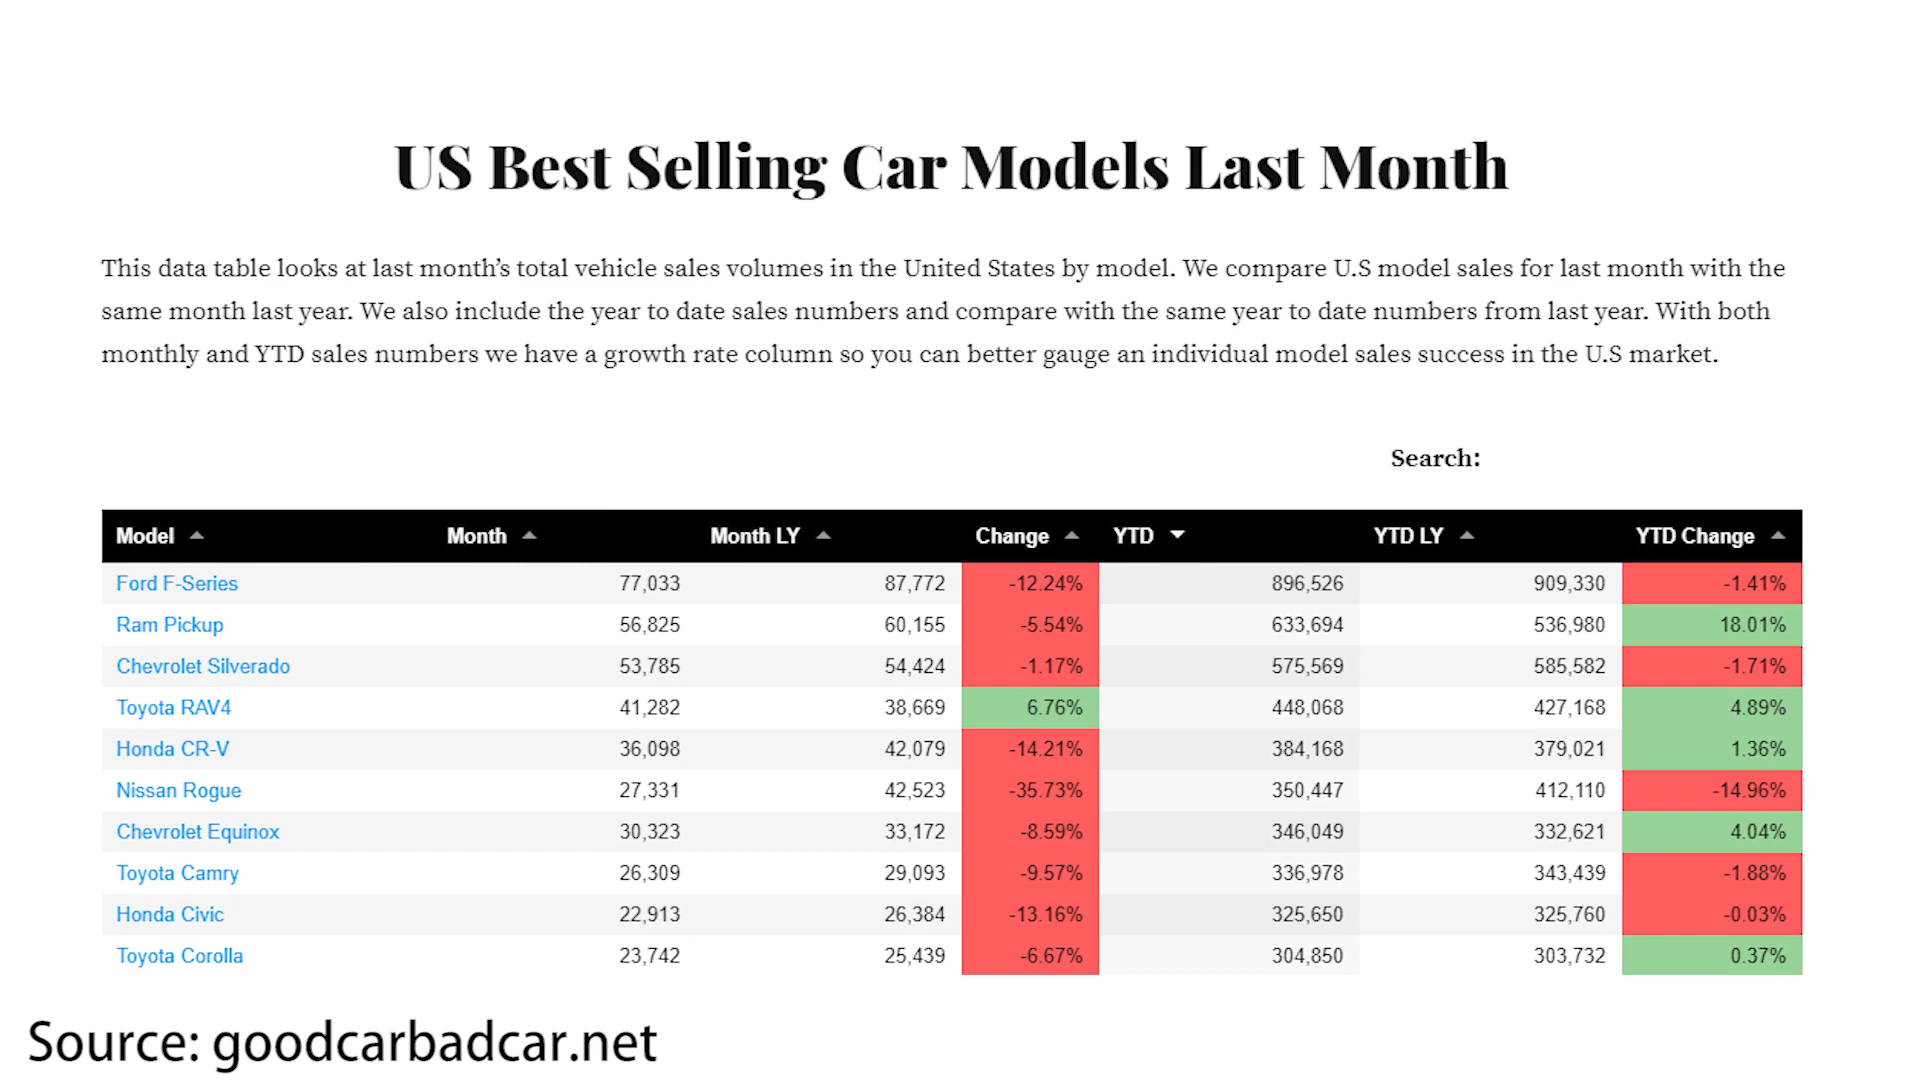 US Best Selling Car Models Last Month
This data table looks at last month’s total vehicle sales volumes in the United States by model. We compare U.S model sales for last month with the
same month last year. We also include the year to date sales numbers and compare with the same year to date numbers from last year. With both
monthly and YTD sales numbers we have a growth rate column so you can better gauge an individual model sales success in the U.S market.
Search:
Model Month Month LY Change YTD YTD LY YTD Change
Ford F-Series 77,033 87,772 -12.24% 896,526 909,330 -1.41%
Ram Pickup 56,825 60,155 -5.54% 633,694 536,980 18.01%
Chevrolet Silverado 53,785 54,424 -1.17% 575,569 585,582 -1.71%
Toyota RAV4 41,282 38,669 6.76% 448,068 427,168 4.89%
Honda CR-V 36,098 42,079 -14.21% 384,168 379,021 1.36%
Nissan Rogue 27,331 42,523 -35.73% 350,447 412,110 -14.96%
Chevrolet Equinox 30,323 33,172 -8.59% 346,049 332,621 4.04%
Toyota Camry 26,309 29,093 -9.57% 336,978 343,439 -1.88%
Honda Civic 22,913 26,384 -13.16% 325,650 325,760 -0.03%
Toyota Corolla 23,742 25,439 -6.67% 304,850 303,732 0.37%
Source: goodcarbadcar.net